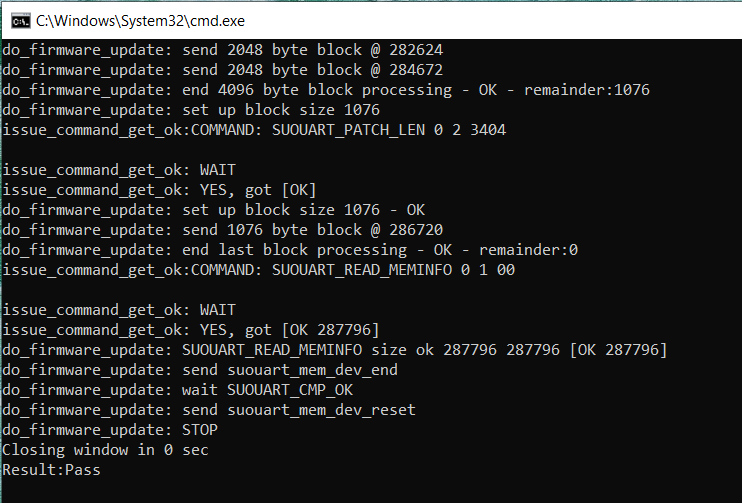 C:\Windows\System32\cmd.exe
do_firmware_update: send 2048 byte block @ 282624
do_firmware_update: send 2048 byte block @ 284672
do_firmware_update: end 4096 byte block processing - OK - remainder:1076
do_firmware_update: set up block size 1076
issue_command_get_ok:COMMAND: SUOUART_PATCH_LEN 0 2 3404
issue_command_get_ok: WAIT
issue_command_get_ok: YES, got [OK]
do_firmware_update: set up block size 1076 - OK
do_firmware_update: send 1076 byte block @ 286720
do_firmware_update: end last block processing - OK - remainder:0
issue_command_get_ok:COMMAND: SUOUART_READ_MEMINFO 0 1 00
issue_command_get_ok: WAIT
issue_command_get_ok: YES, got [OK 287796]
do_firmware_update: SUOUART_READ_MEMINFO size ok 287796 287796 [OK 287796]
do_firmware_update: send suouart_mem_dev_end
do_firmware_update: wait SUOUART_CMP_OK
do_firmware_update: send suouart_mem_dev_reset
do_firmware_update: STOP
Closing window in 0 sec
Result:Pass